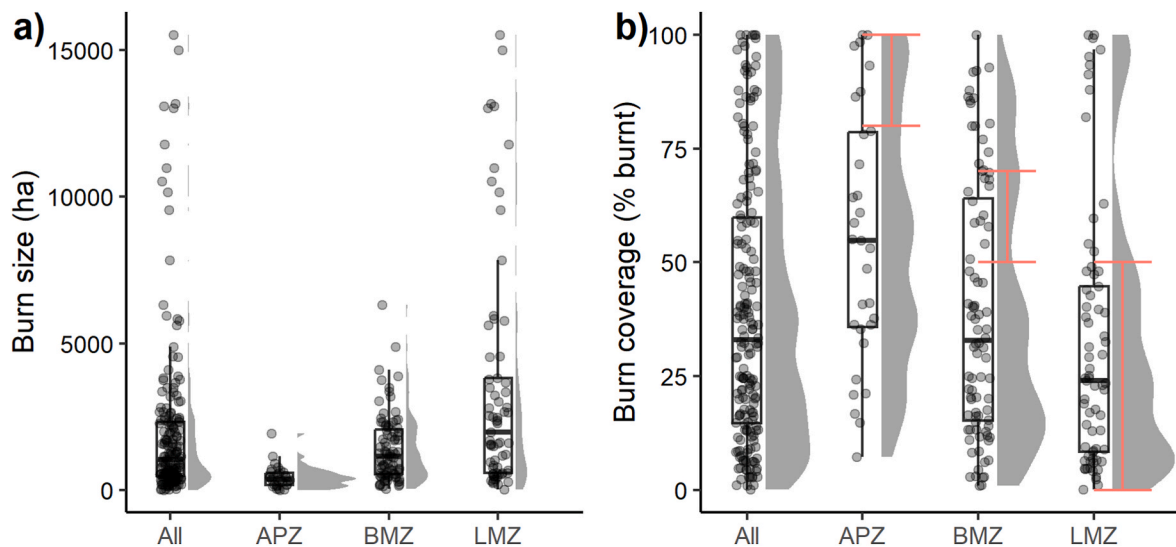 a)
Burn size (ha)
15000
10000
5000
0
All APZ BMZ LMZ
b)
Burn coverage (% burnt)
100
75
50
25
0
All APZ BMZ LMZ